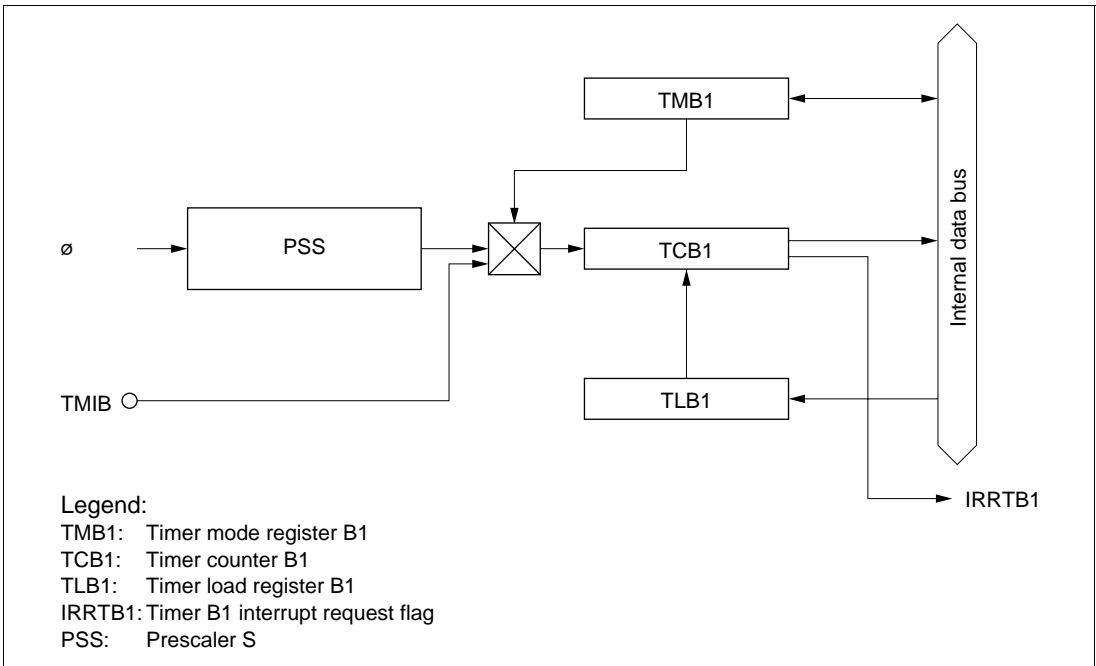 TMB1
Internal data bus
ø
PSS
TCB1
TMIB
TLB1
IRRTB1
Legend:
TMB1: Timer mode register B1
TCB1: Timer counter B1
TLB1: Timer load register B1
IRRTB1: Timer B1 interrupt request flag
PSS: Prescaler S